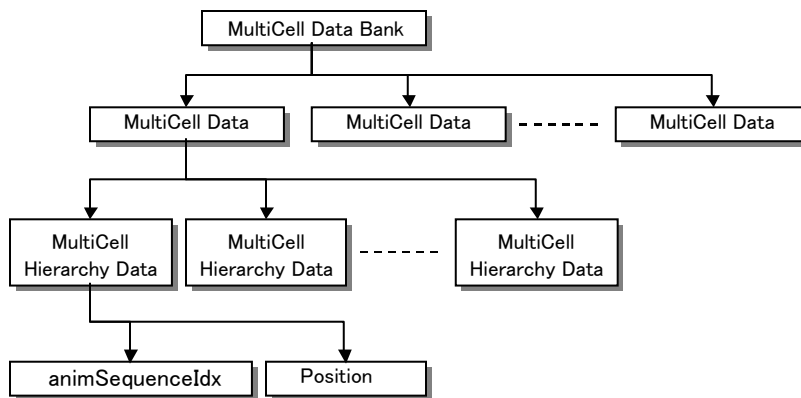 MultiCell Data Bank
MultiCell Data
MultiCell Data
MultiCell Data
MultiCell
Hierarchy Data
MultiCell
Hierarchy Data
MultiCell
Hierarchy Data
animSequenceIdx
Position